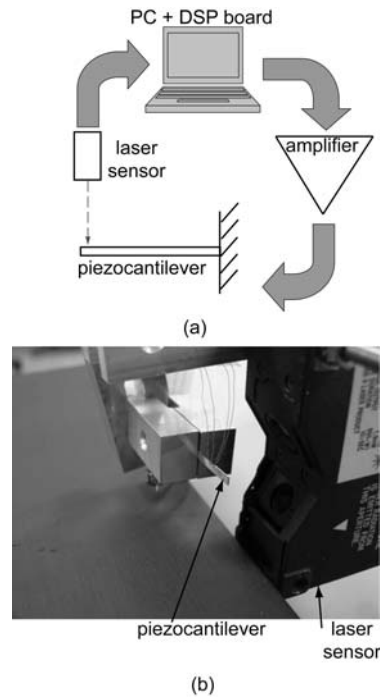 PC + DSP board
laser
sensor
amplifier
piezocantilever
(a)
piezocantilever
laser
sensor
(b)